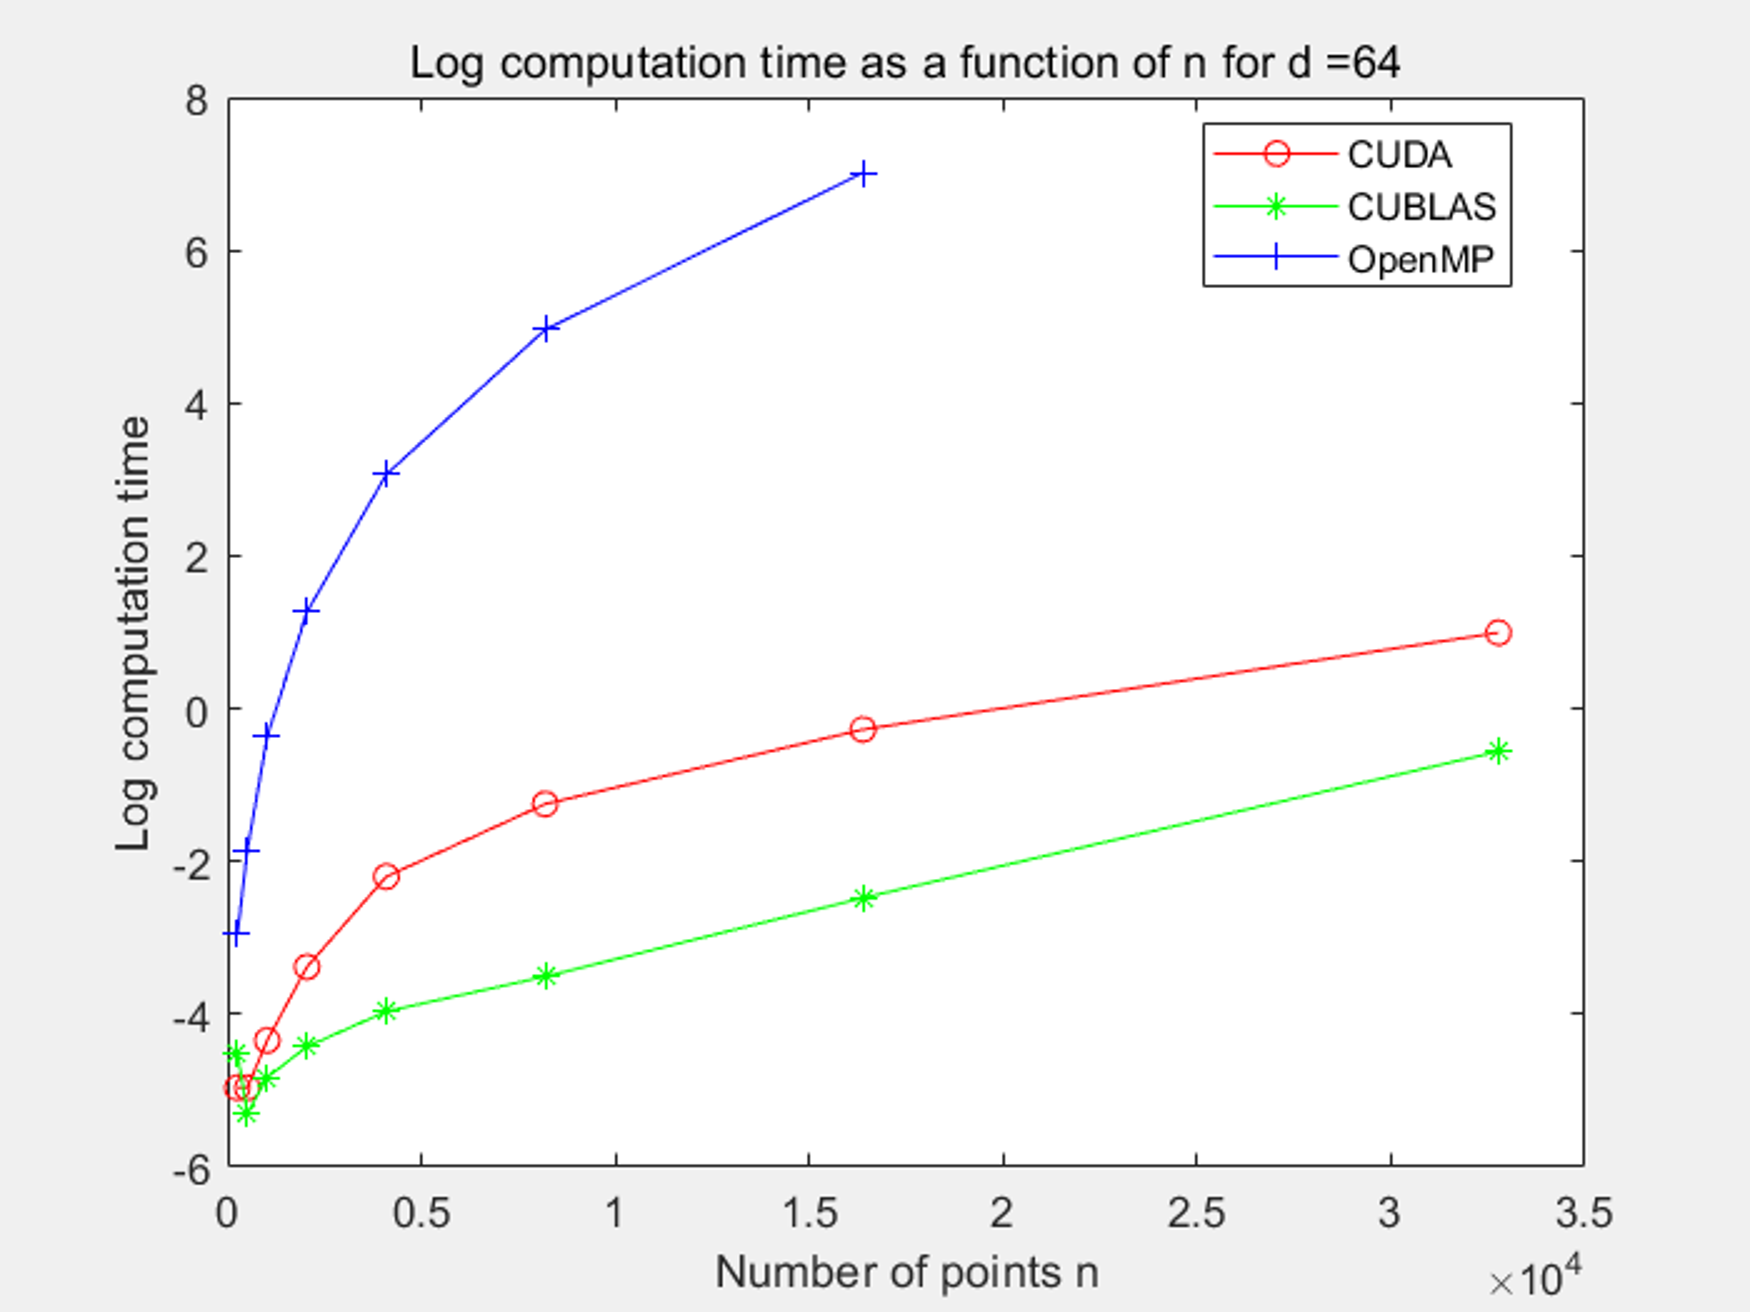 Log computation time as a function of n for d =64
CUDA
CUBLAS
OpenMP
8
6
4
2
0
-2
-4
-6
Log computation time
0 0.5 1 1.5 2 2.5 3 3.5
Number of points n
×10^4